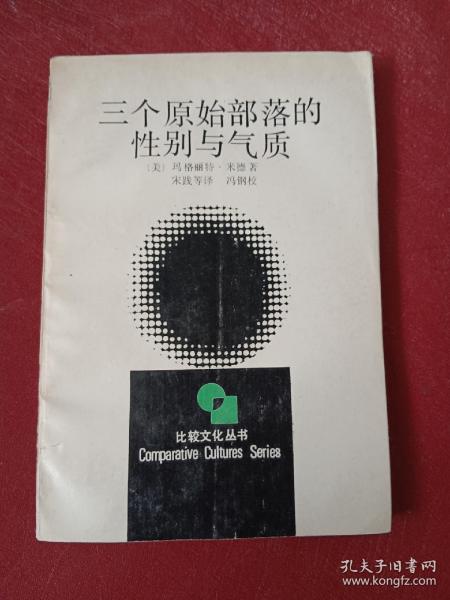 三个原始部落的
性别与气质
〔美〕玛格丽特·米德著
宋践等译 冯钢校
比较文化丛书
Comparative Cultures Series
孔夫子旧书网
www.kongfz.com